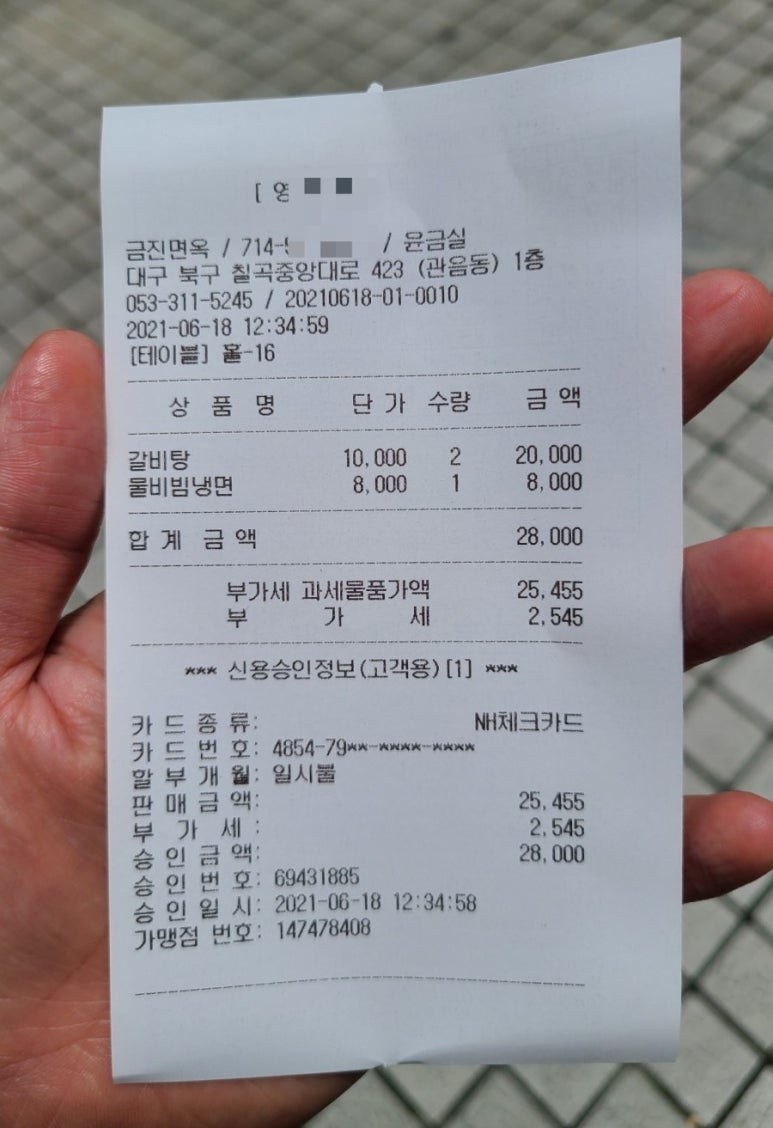 [ 영
금진면옥 / 714- / 윤금실
대구 북구 칠곡중앙대로 423 (관음동) 1층
053-311-5245 / 20210618-01-0010
2021-06-18 12:34:59
[테이블] 홀-16
상 품 명 단 가 수량 금 액
갈비탕 10,000 2 20,000
물비빔냉면 8,000 1 8,000
합 계 금 액 28,000
부가세 과세물품가액 25,455
부 가 세 2,545
*** 신용승인정보(고객용)[1] ***
카 드 종 류: NH체크카드
카 드 번 호: 4854-79**-****-****
할 부 개 월: 일시불
판 매 금 액: 25,455
부 가 세 : 2,545
승 인 금 액: 28,000
승 인 번 호: 69431885
승 인 일 시: 2021-06-18 12:34:58
가맹점 번호: 147478408